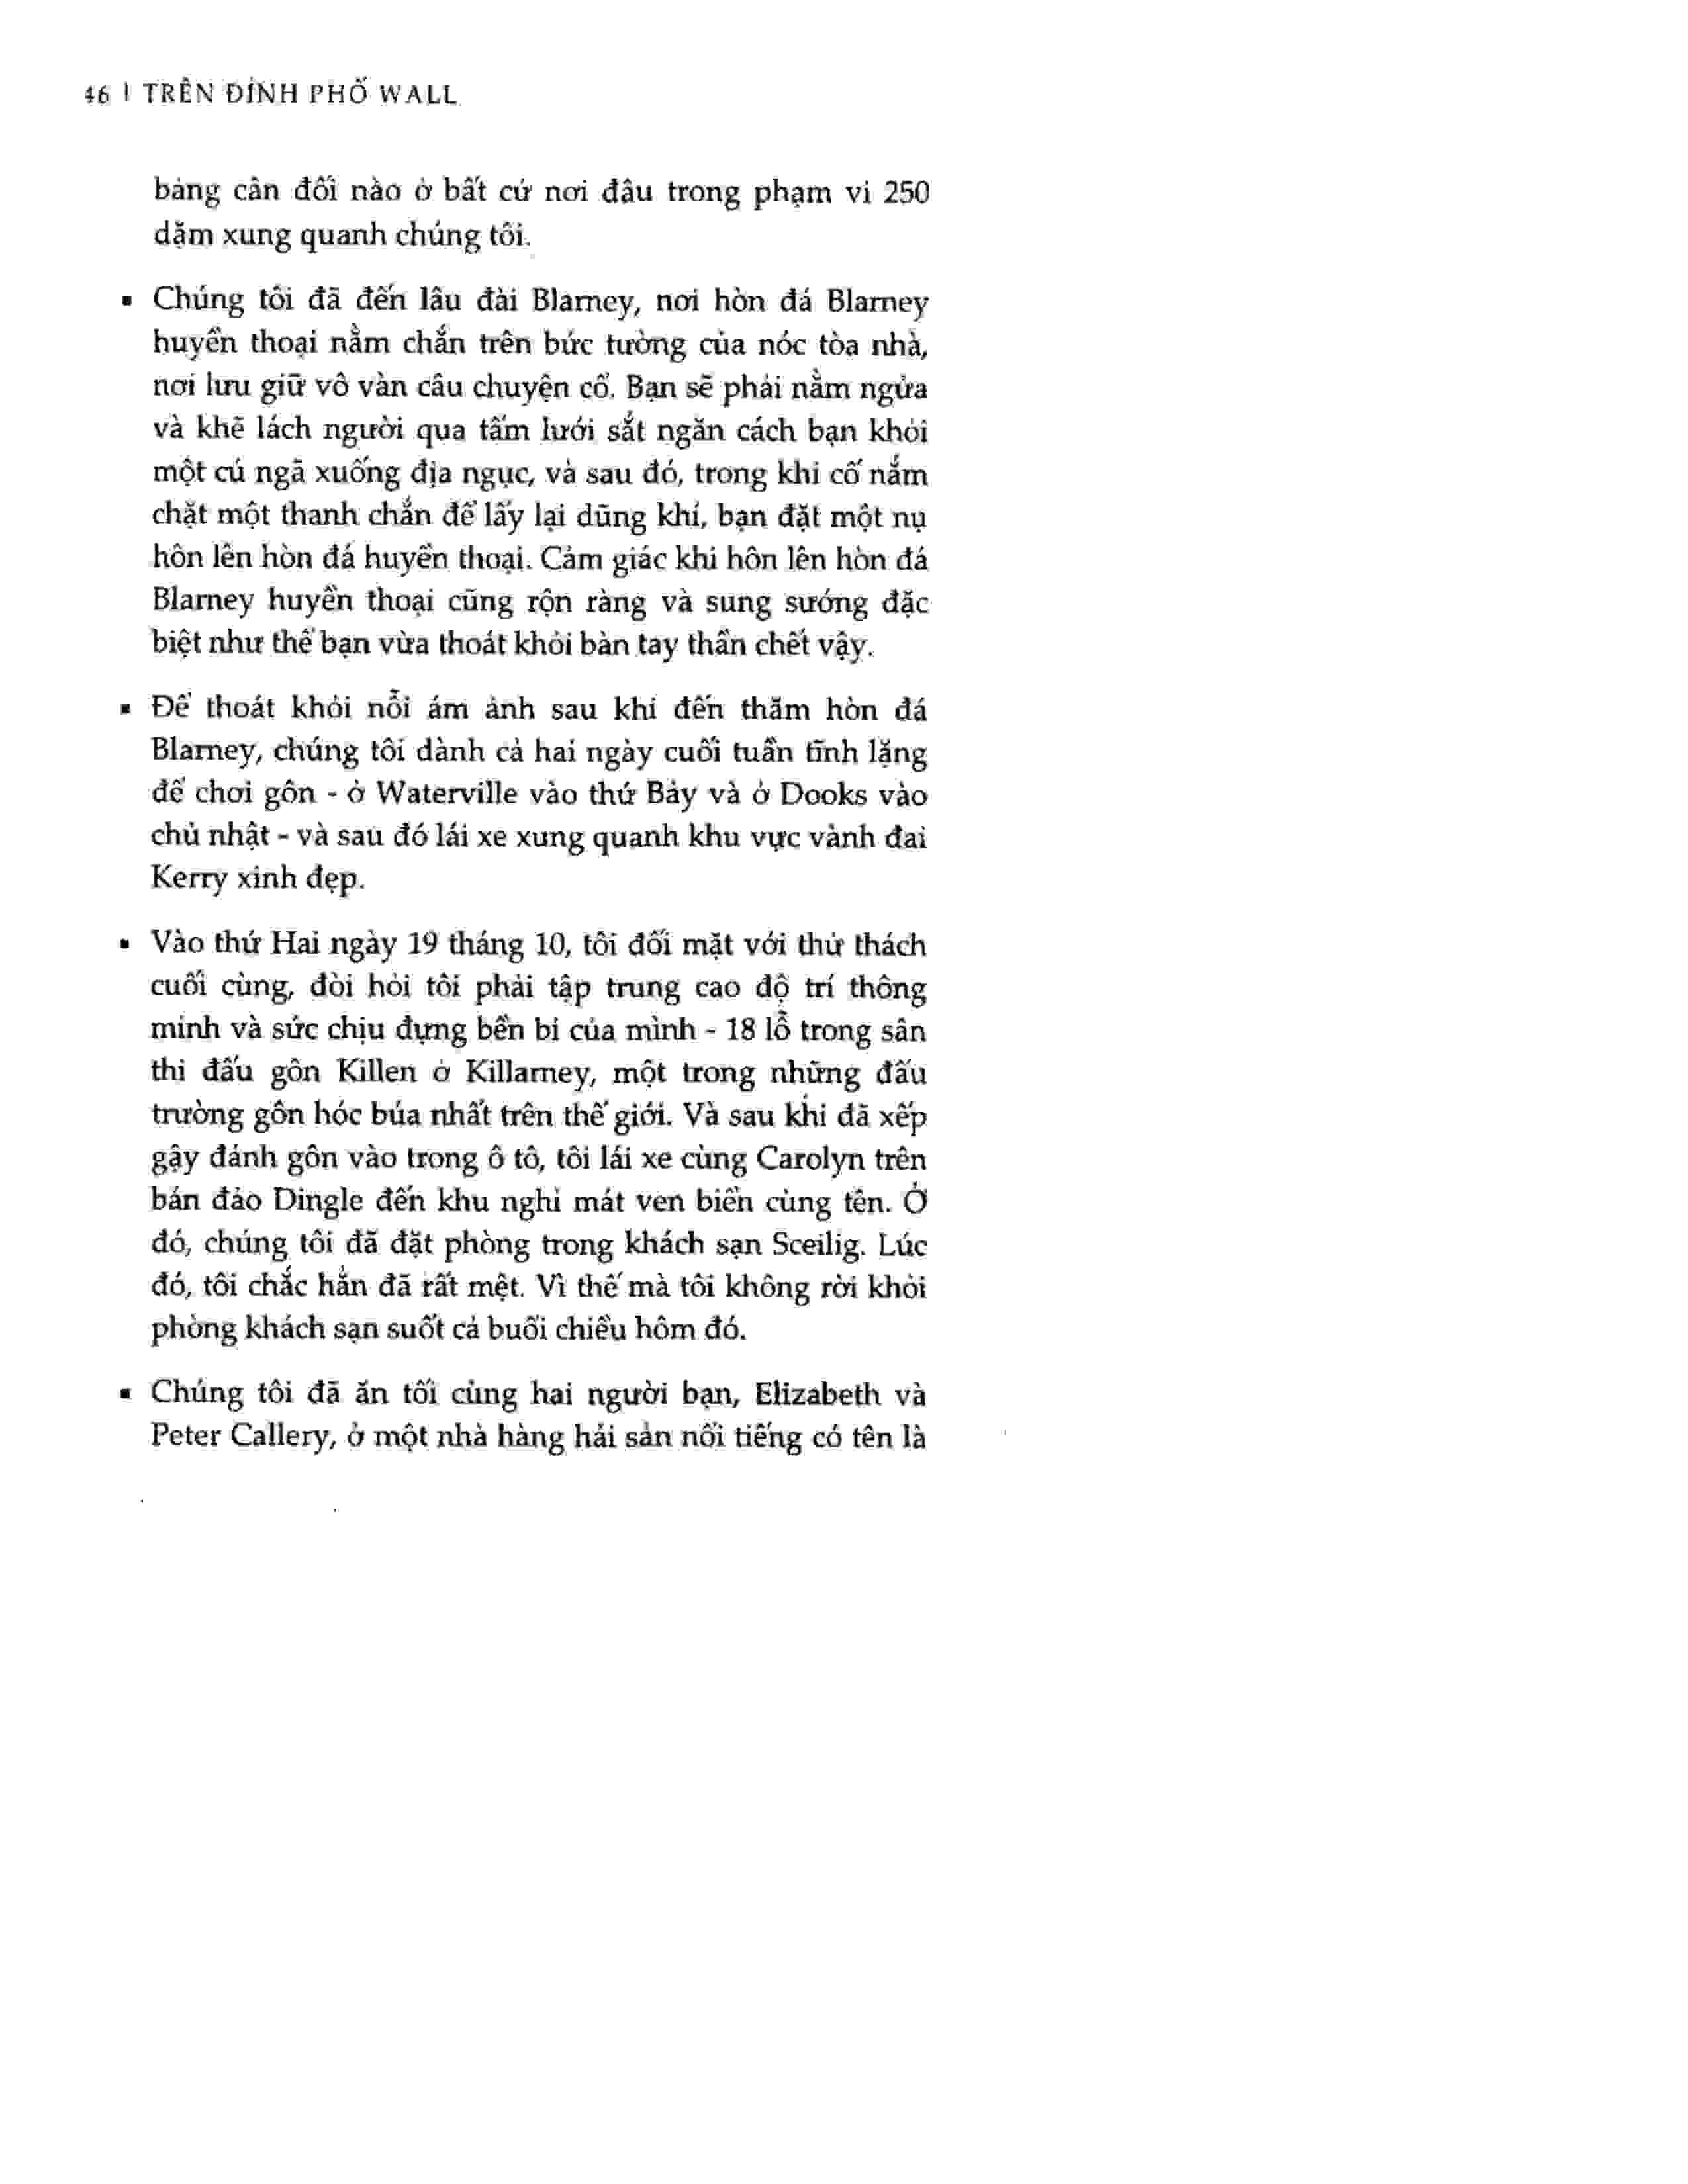 46 | TRÊN ĐỈNH PHỐ WALL
bảng cân đối nào ở bất cứ nơi đâu trong phạm vi 250
dặm xung quanh chúng tôi.
▪ Chúng tôi đã đến lâu đài Blarney, nơi hòn đá Blarney
huyền thoại nằm chắn trên bức tường của nóc tòa nhà,
nơi lưu giữ vô vàn câu chuyện cổ. Bạn sẽ phải nằm ngửa
và khẽ lách người qua tấm lưới sắt ngăn cách bạn khỏi
một cú ngã xuống địa ngục, và sau đó, trong khi cố nắm
chặt một thanh chắn để lấy lại dũng khí, bạn đặt một nụ
hôn lên hòn đá huyền thoại. Cảm giác khi hôn lên hòn đá
Blarney huyền thoại cũng rộn ràng và sung sướng đặc
biệt như thể bạn vừa thoát khỏi bàn tay thần chết vậy.
▪ Để thoát khỏi nỗi ám ảnh sau khi đến thăm hòn đá
Blarney, chúng tôi dành cả hai ngày cuối tuần tĩnh lặng
để chơi gôn - ở Waterville vào thứ Bảy và ở Dooks vào
chủ nhật - và sau đó lái xe xung quanh khu vực vành đai
Kerry xinh đẹp.
▪ Vào thứ Hai ngày 19 tháng 10, tôi đối mặt với thử thách
cuối cùng, đòi hỏi tôi phải tập trung cao độ trí thông
minh và sức chịu đựng bền bỉ của mình - 18 lỗ trong sân
thi đấu gôn Killen ở Killarney, một trong những đấu
trường gôn hóc búa nhất trên thế giới. Và sau khi đã xếp
gậy đánh gôn vào trong ô tô, tôi lái xe cùng Carolyn trên
bán đảo Dingle đến khu nghỉ mát ven biển cùng tên. Ở
đó, chúng tôi đã đặt phòng trong khách sạn Sceilig. Lúc
đó, tôi chắc hẳn đã rất mệt. Vì thế mà tôi không rời khỏi
phòng khách sạn suốt cả buổi chiều hôm đó.
▪ Chúng tôi đã ăn tối cùng hai người bạn, Elizabeth và
Peter Callery, ở một nhà hàng hải sản nổi tiếng có tên là